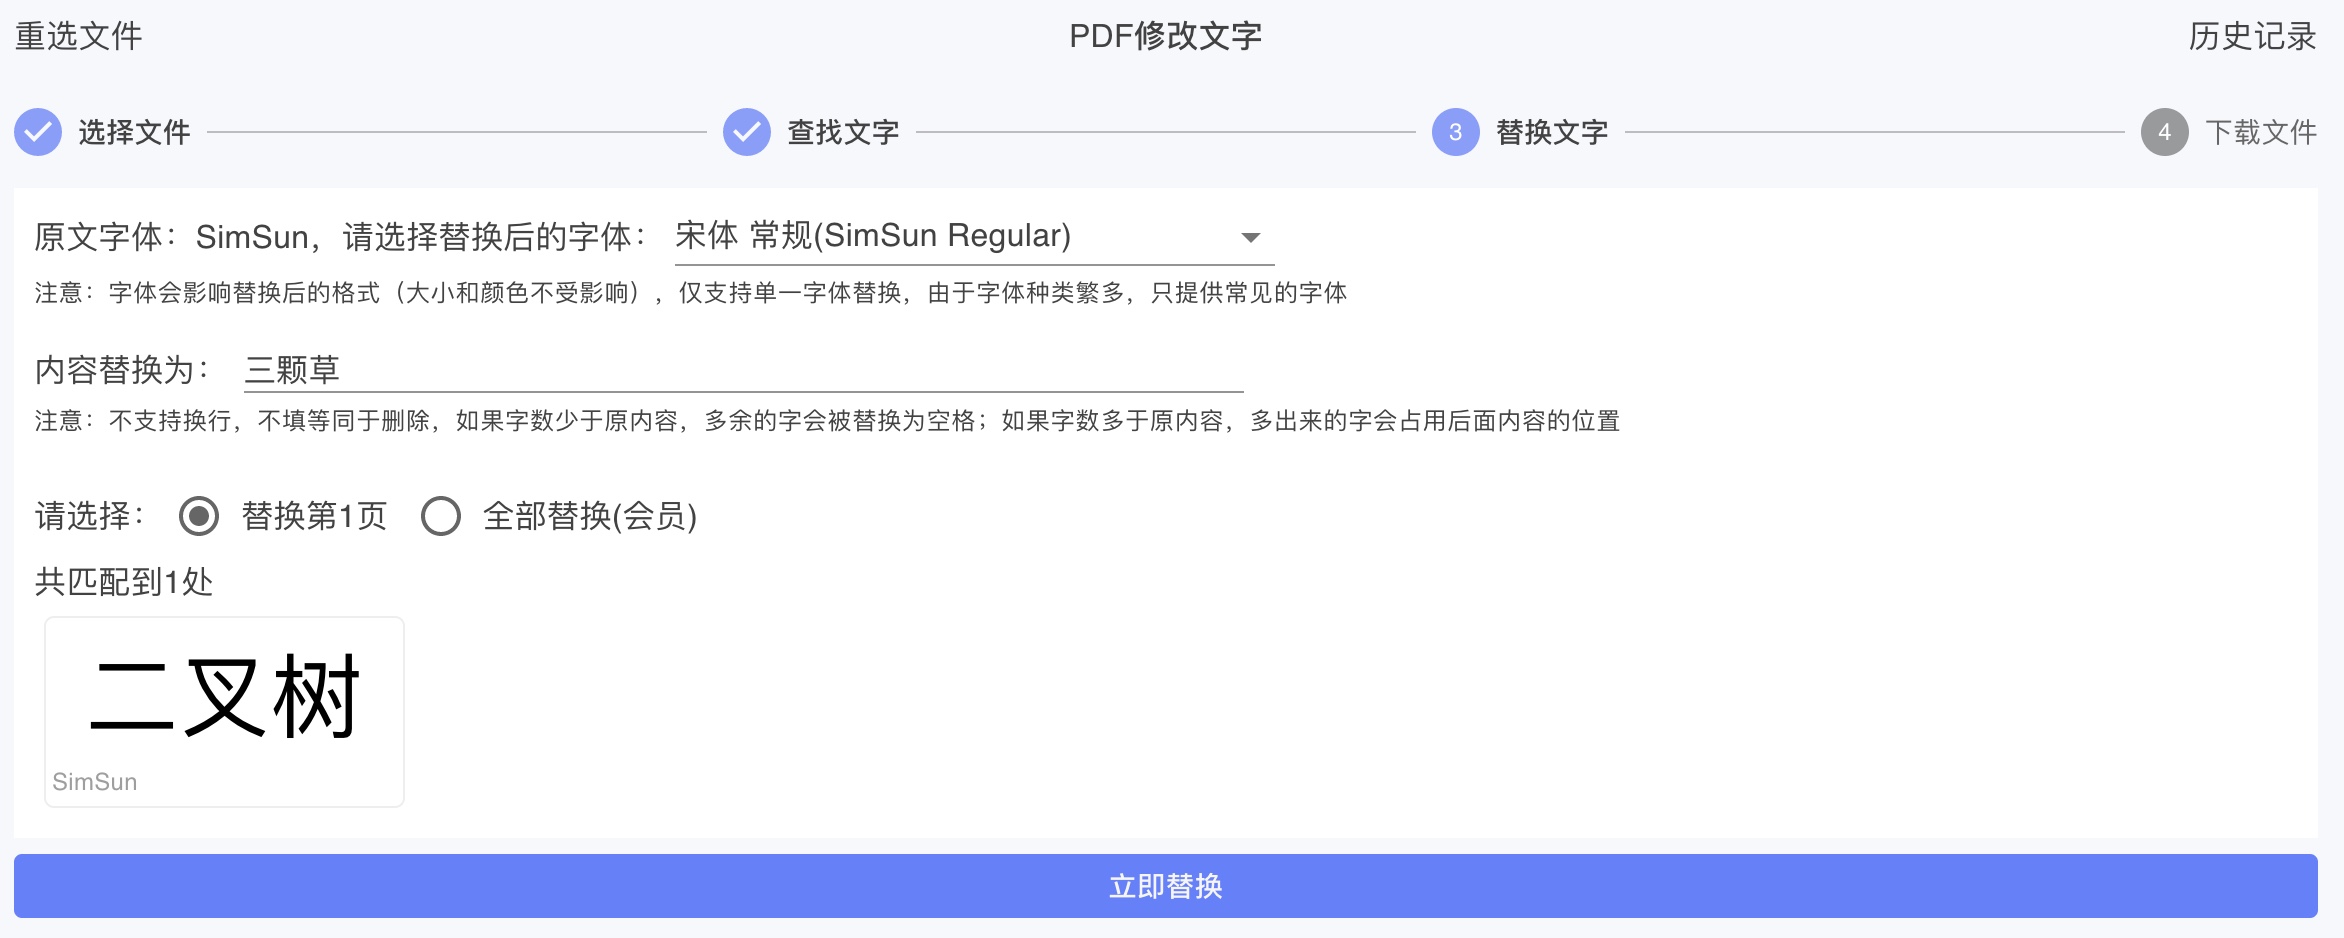 重选文件
PDF修改文字
历史记录
选择文件
查找文字
3 替换文字
4 下载文件
原文字体：SimSun，请选择替换后的字体： 宋体 常规(SimSun Regular)
注意：字体会影响替换后的格式（大小和颜色不受影响），仅支持单一字体替换，由于字体种类繁多，只提供常见的字体
内容替换为： 三颗草
注意：不支持换行，不填等同于删除，如果字数少于原内容，多余的字会被替换为空格；如果字数多于原内容，多出来的字会占用后面内容的位置
请选择： 替换第1页 全部替换(会员)
共匹配到1处
二叉树
SimSun
立即替换